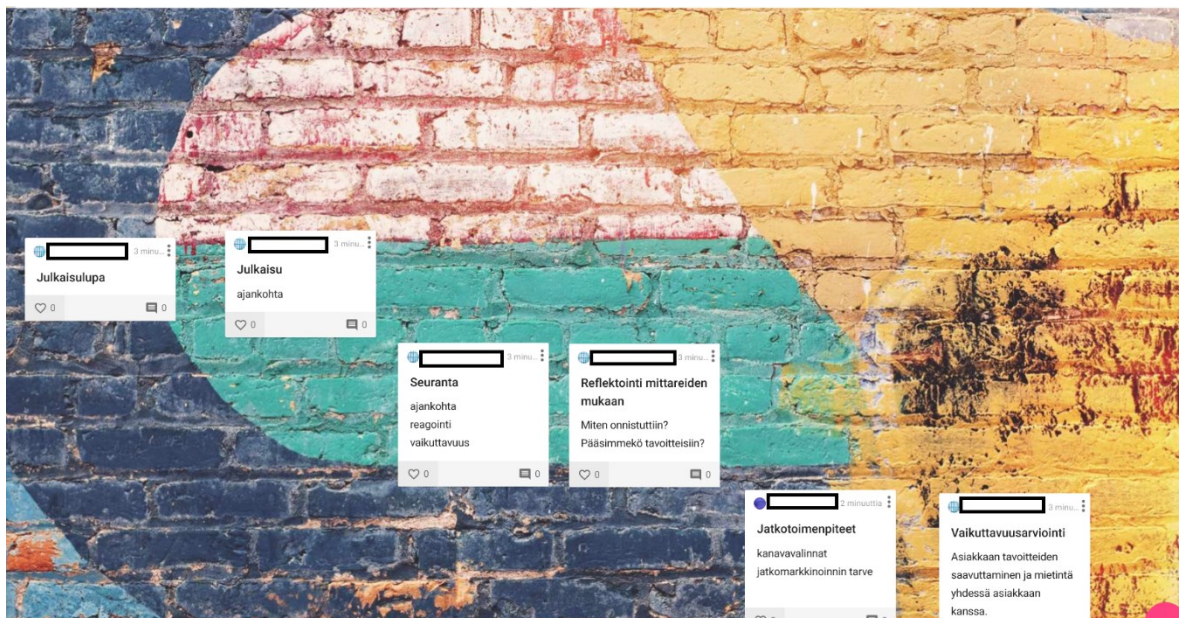 3 minu...
Julkaisulupa
0
0
3 minu...
Julkaisu
ajankohta
0
0
3 minu...
Seuranta
ajankohta
reagointi
vaikuttavuus
0
0
3 minu...
Reflektointi mittareiden
mukaan
Miten onnistuttiin?
Pääsimmekö tavoitteisiin?
0
0
2 minuuttia
Jatkotoimenpiteet
kanavavalinnat
jatkomarkkinoinnin tarve
0
0
3 minu...
Vaikuttavuusarviointi
Asiakkaan tavoitteiden
saavuttaminen ja mietintä
yhdessä asiakkaan
kanssa.